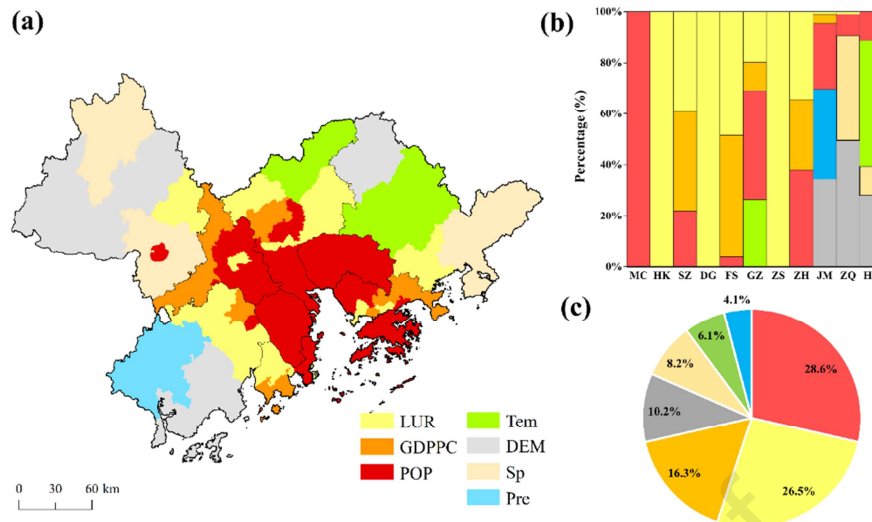 (a)
LUR
GDPPC
POP
Tem
DEM
Sp
Pre
0 30 60 km
(b)
Percentage (%)
100%
80%
60%
40%
20%
0%
MC HK SZ DG FS GZ ZS ZH JM ZQ
(c)
4.1%
6.1%
8.2%
10.2%
16.3%
28.6%
26.5%